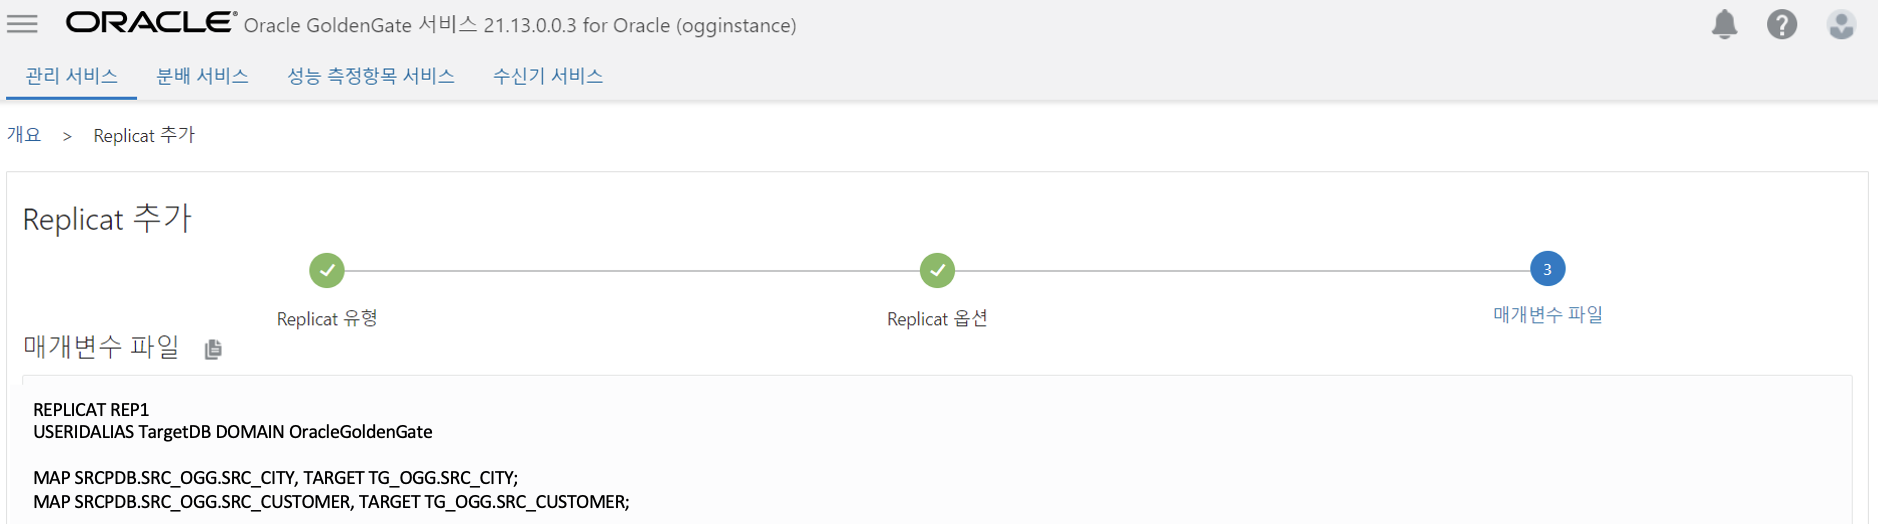 ORACLE® Oracle GoldenGate 서비스 21.13.0.0.3 for Oracle (ogginstance)
관리 서비스 분배 서비스 성능 측정항목 서비스 수신기 서비스
개요 > Replicat 추가
Replicat 추가
3
Replicat 유형 Replicat 옵션 매개변수 파일
매개변수 파일
REPLICAT REP1
USERIDALIAS TargetDB DOMAIN OracleGoldenGate
MAP SRCPDB.SRC_OGG.SRC_CITY, TARGET TG_OGG.SRC_CITY;
MAP SRCPDB.SRC_OGG.SRC_CUSTOMER, TARGET TG_OGG.SRC_CUSTOMER;